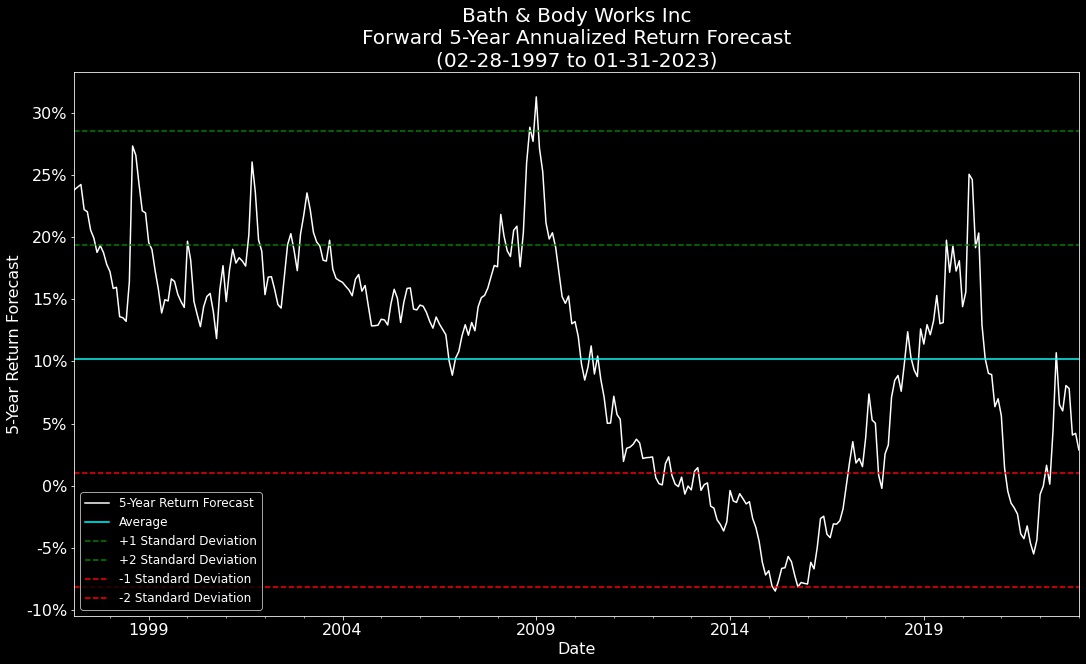 Bath & Body Works Inc
Forward 5-Year Annualized Return Forecast
(02-28-1997 to 01-31-2023)
5-Year Return Forecast
30%
25%
20%
15%
10%
5%
0%
-5%
-10%
5-Year Return Forecast
Average
+1 Standard Deviation
+2 Standard Deviation
-1 Standard Deviation
-2 Standard Deviation
1999 2004 2009 2014 2019
Date